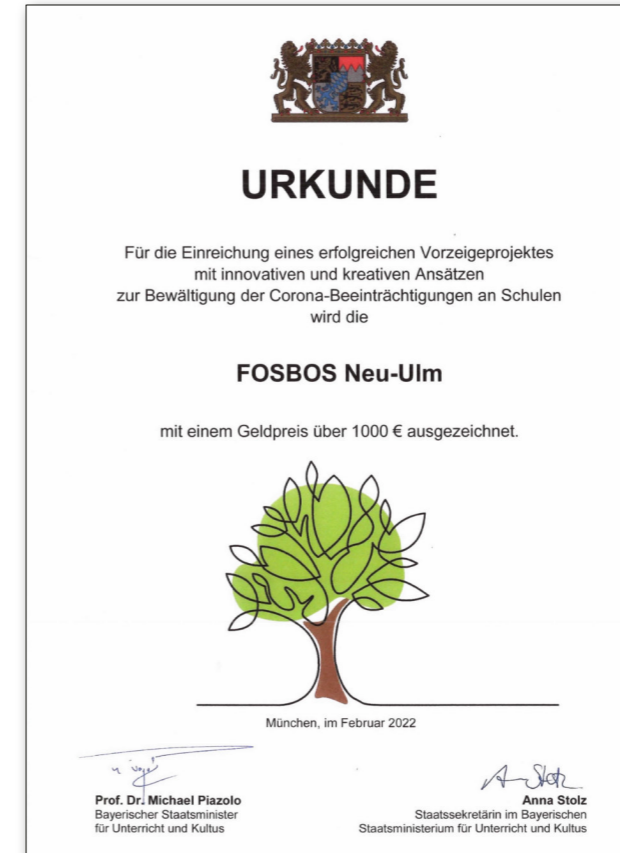 URKUNDE
Für die Einreichung eines erfolgreichen Vorzeigeprojektes
mit innovativen und kreativen Ansätzen
zur Bewältigung der Corona-Beeinträchtigungen an Schulen
wird die
FOSBOS Neu-Ulm
mit einem Geldpreis über 1000 € ausgezeichnet.
München, im Februar 2022
Prof. Dr. Michael Piazolo
Bayerischer Staatsminister
für Unterricht und Kultus
A. Stolz
Anna Stolz
Staatssekretärin im Bayerischen
Staatsministerium für Unterricht und Kultus